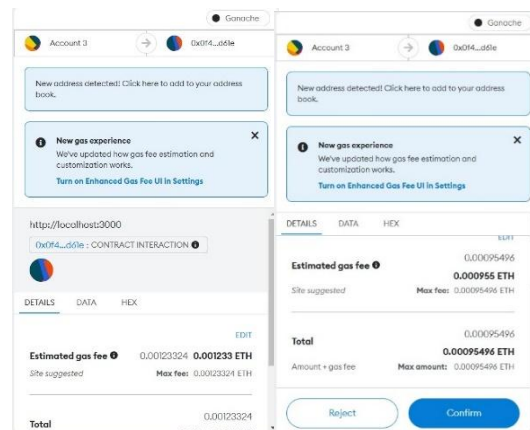 Ganache
Account 3
0x0f4...d61e
New address detected! Click here to add to your address
book.
New gas experience
We've updated how gas fee estimation and
customization works.
Turn on Enhanced Gas Fee UI in Settings
http://localhost:3000
0x0f4...d61e : CONTRACT INTERACTION
DETAILS DATA HEX
EDIT
Estimated gas fee 0.00123324 0.001233 ETH
Site suggested Max fee: 0.00123324 ETH
0.00123324
Total
Ganache
Account 3
0x0f4...d61e
New address detected! Click here to add to your address
book.
New gas experience
We've updated how gas fee estimation and
customization works.
Turn on Enhanced Gas Fee UI in Settings
DETAILS DATA HEX
EDIT
0.00095496
Estimated gas fee
0.000955 ETH
Site suggested Max fee: 0.00095496 ETH
0.00095496
Total
0.00095496 ETH
Amount + gas fee Max amount: 0.00095496 ETH
Reject Confirm